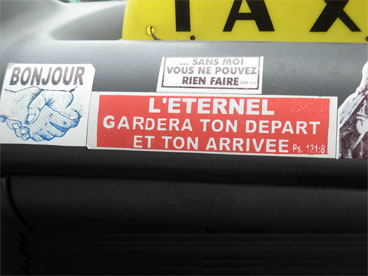 TAX
... SANS MOI
VOUS NE POUVEZ
RIEN FAIRE
BONJOUR
L'ETERNEL
GARDERA TON DEPART
ET TON ARRIVEE Ps. 121:8